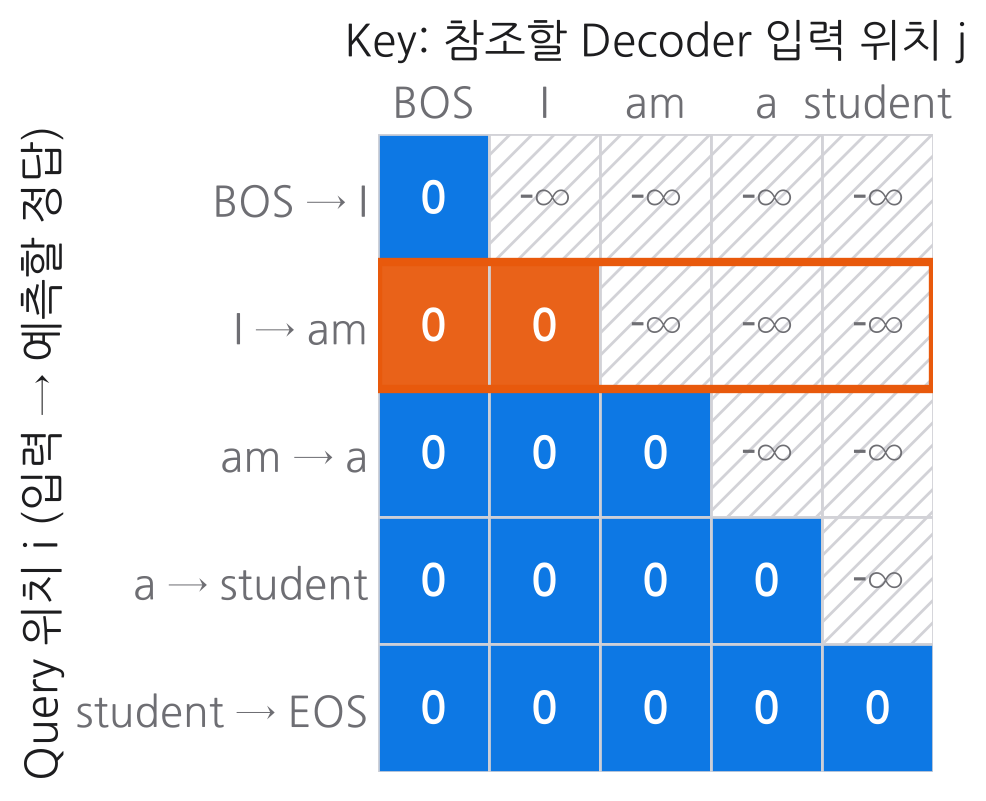 Key: 참조할 Decoder 입력 위치 j
BOS I am a student
Query 위치 i (입력 → 예측할 정답)
BOS → I 0 -∞ -∞ -∞ -∞
I → am 0 0 -∞ -∞ -∞
am → a 0 0 0 -∞ -∞
a → student 0 0 0 0 -∞
student → EOS 0 0 0 0 0